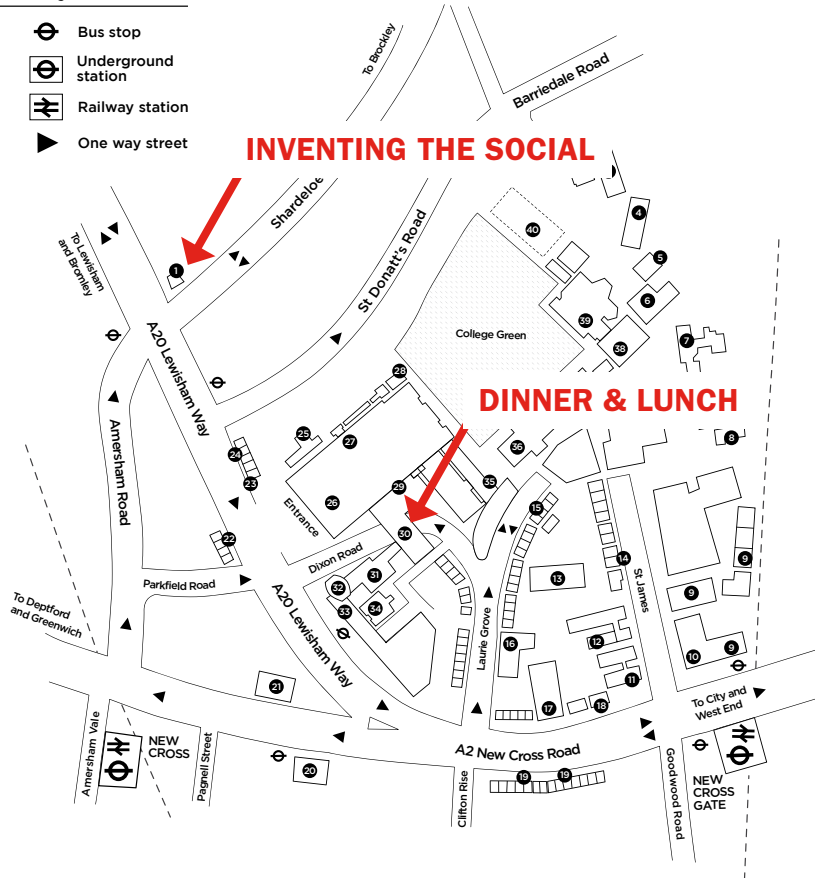 Bus stop
Underground
station
Railway station
One way street
To Brockley
Barriedale Road
INVENTING THE SOCIAL
To Lewisham
and Bromley
1
St Donatt's Road
40
4
5
6
39
38
7
College Green
A20 Lewisham Way
28
DINNER & LUNCH
Amersham Road
25
27
36
8
24
23
29
35
26
Entrance
15
30
22
Dixon Road
14
9
31
13
Parkfield Road
32
St James
9
To Deptford
and Greenwich
33
34
A20 Lewisham Way
Laurie Grove
16
12
10
9
11
21
17
18
To City and
West End
Amersham Vale
NEW
CROSS
Pagnell Street
A2 New Cross Road
20
19
19
Clifton Rise
Goodwood Road
NEW
CROSS
GATE